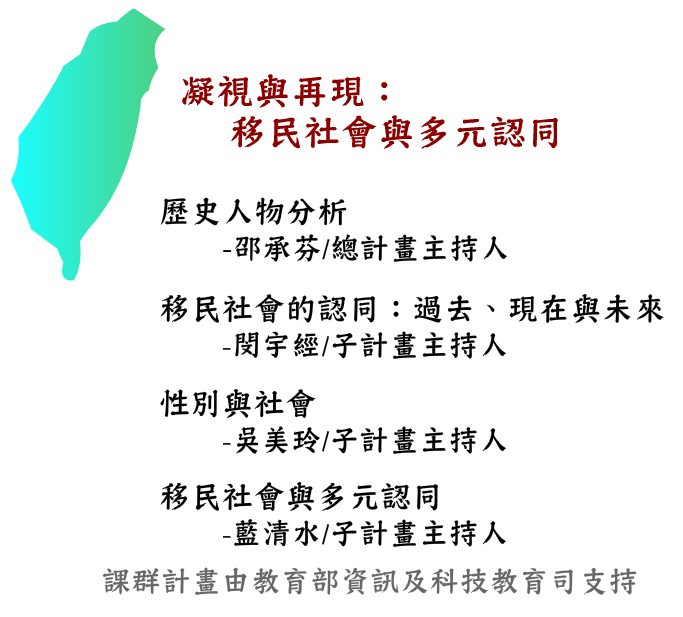 凝視與再現：
移民社會與多元認同
歷史人物分析
-邵承芬/總計畫主持人
移民社會的認同：過去、現在與未來
-閔宇經/子計畫主持人
性別與社會
-吳美玲/子計畫主持人
移民社會與多元認同
-藍清水/子計畫主持人
課群計畫由教育部資訊及科技教育司支持